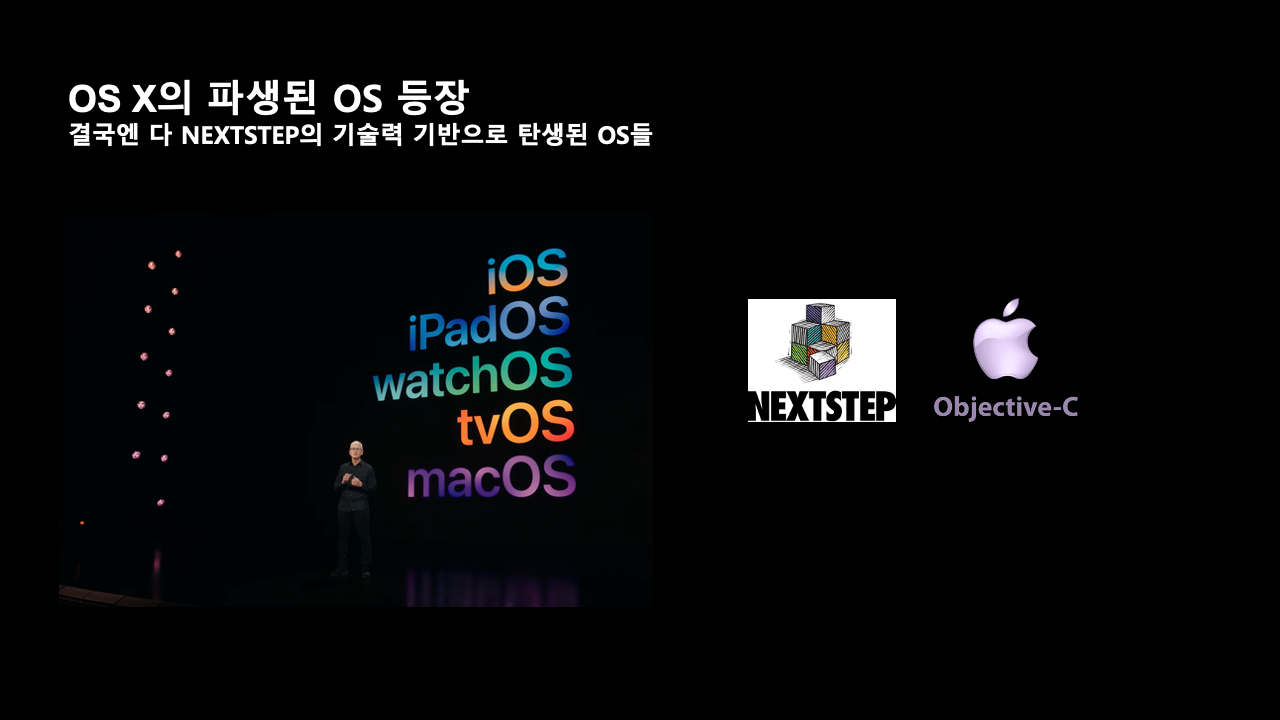 OS X의 파생된 OS 등장
결국엔 다 NEXTSTEP의 기술력 기반으로 탄생된 OS들
iOS
iPadOS
watchOS
tvOS
macOS
NEXTSTEP
Objective-C